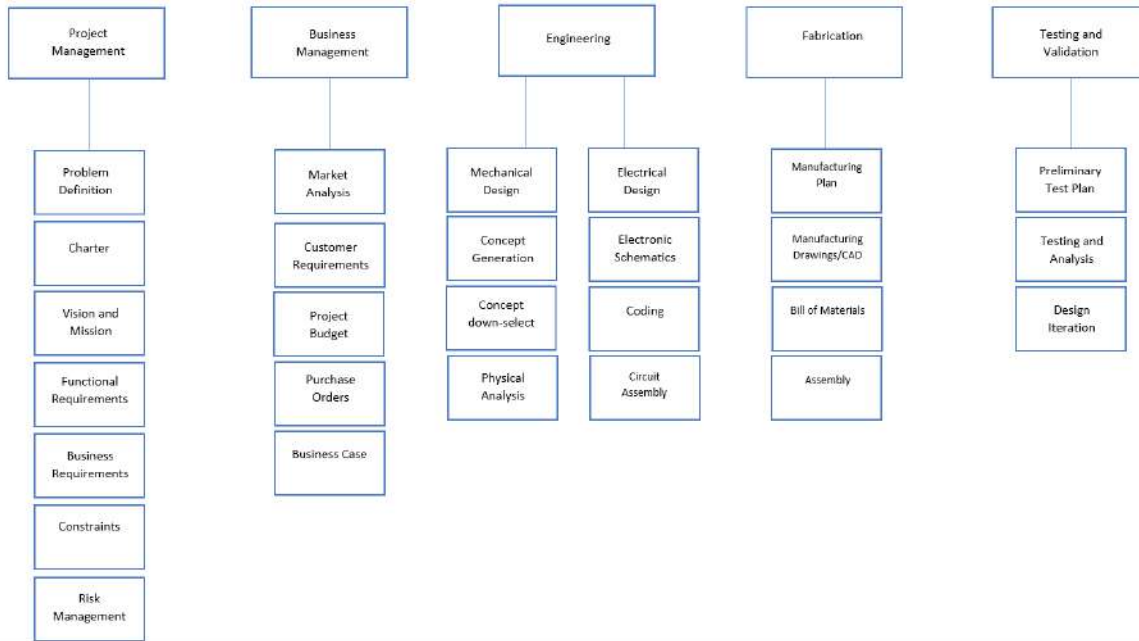 Project
Management
Business
Management
Engineering
Fabrication
Testing and
Validation
Problem
Definition
Charter
Vision and
Mission
Functional
Requirements
Business
Requirements
Constraints
Risk
Management
Market
Analysis
Customer
Requirements
Project
Budget
Purchase
Orders
Business Case
Mechanical
Design
Concept
Generation
Concept
down-select
Physical
Analysis
Electrical
Design
Electronic
Schematics
Coding
Circuit
Assembly
Manufacturing
Plan
Manufacturing
Drawings/CAD
Bill of Materials
Assembly
Preliminary
Test Plan
Testing and
Analysis
Design
Iteration